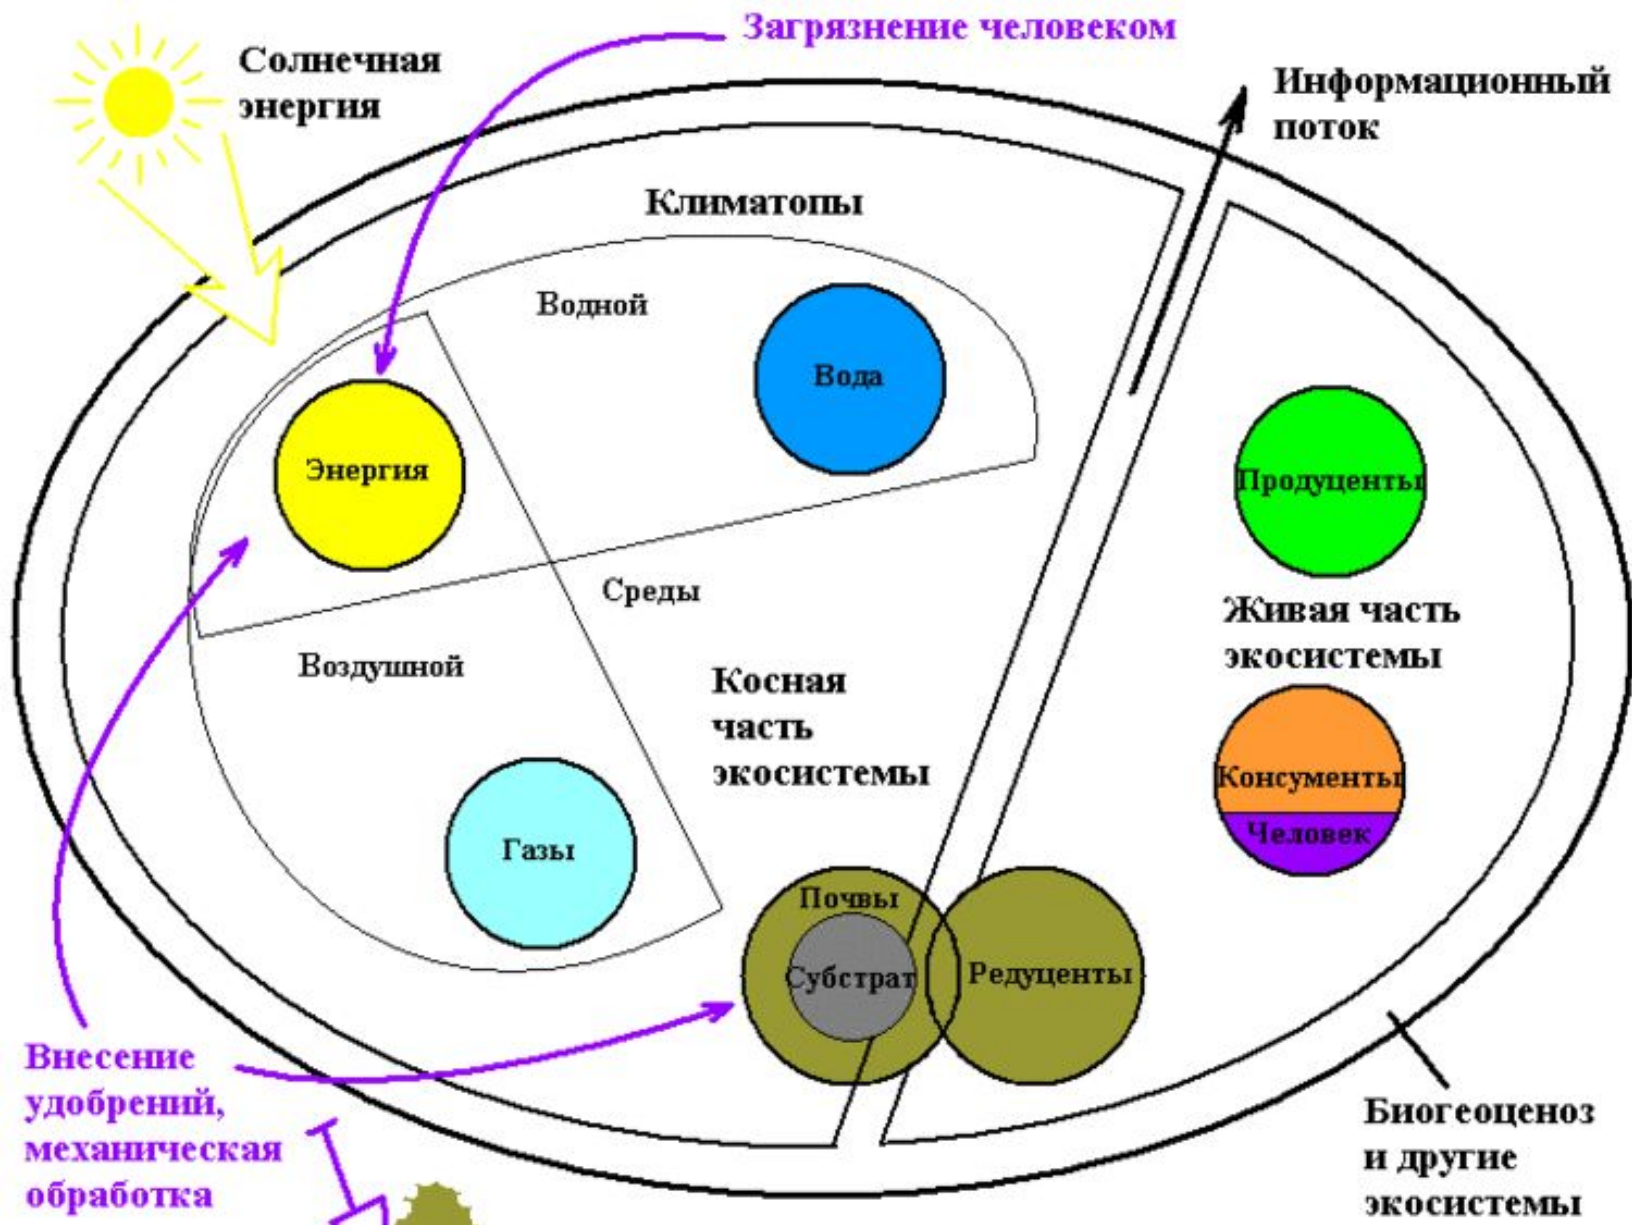 Загрязнение человеком
Солнечная
энергия
Информационный
поток
Климатопы
Водной
Вода
Энергия
Продуценты
Среды
Живая часть
экосистемы
Воздушной
Косная
часть
экосистемы
Консументы
Человек
Газы
Почвы
Субстрат
Редуценты
Внесение
удобрений,
механическая
обработка
Биогеоценоз
и другие
экосистемы